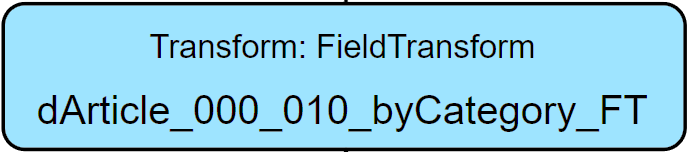 Transform: FieldTransform
dArticle_000_010_byCategory_FT